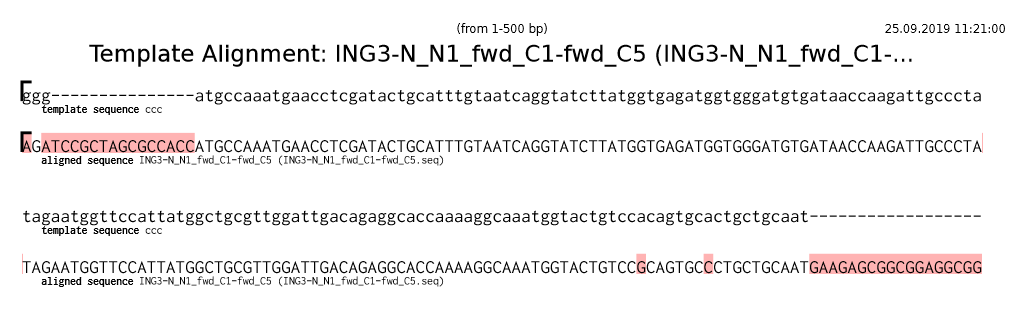 (from 1-500 bp)
25.09.2019 11:21:00
Template Alignment: ING3-N_N1_fwd_C1-fwd_C5 (ING3-N_N1_fwd_C1-...
ggg---------------atgccaaatgaacctcgatactgcatttgtaatcaggtatcttatggtgagatggtgggatgtgataaccaagattgcccta
template sequence ccc
AGATCCGCTAGCGCCACCATGCCAAATGAACCTCGATACTGCATTTGTAATCAGGTATCTTATGGTGAGATGGTGGGATGTGATAACCAAGATTGCCCTA
aligned sequence ING3-N_N1_fwd_C1-fwd_C5 (ING3-N_N1_fwd_C1-fwd_C5.seq)
tagaatggttccattatggctgcgttggattgacagaggcaccaaaaggcaaatggtactgtccacagtgcactgctgcaat------------------
template sequence ccc
TAGAATGGTTCCATTATGGCTGCGTTGGATTGACAGAGGCACCAAAAGGCAAATGGTACTGTCCGCAGTGCCCTGCTGCAATGAAGAGCGGCGGAGGCGG
aligned sequence ING3-N_N1_fwd_C1-fwd_C5 (ING3-N_N1_fwd_C1-fwd_C5.seq)